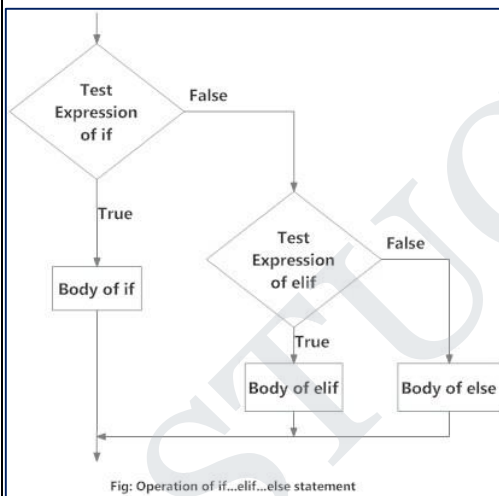 Test
Expression
of if
False
True
Body of if
Test
Expression
of elif
False
True
Body of elif
Body of else
Fig: Operation of if...elif...else statement